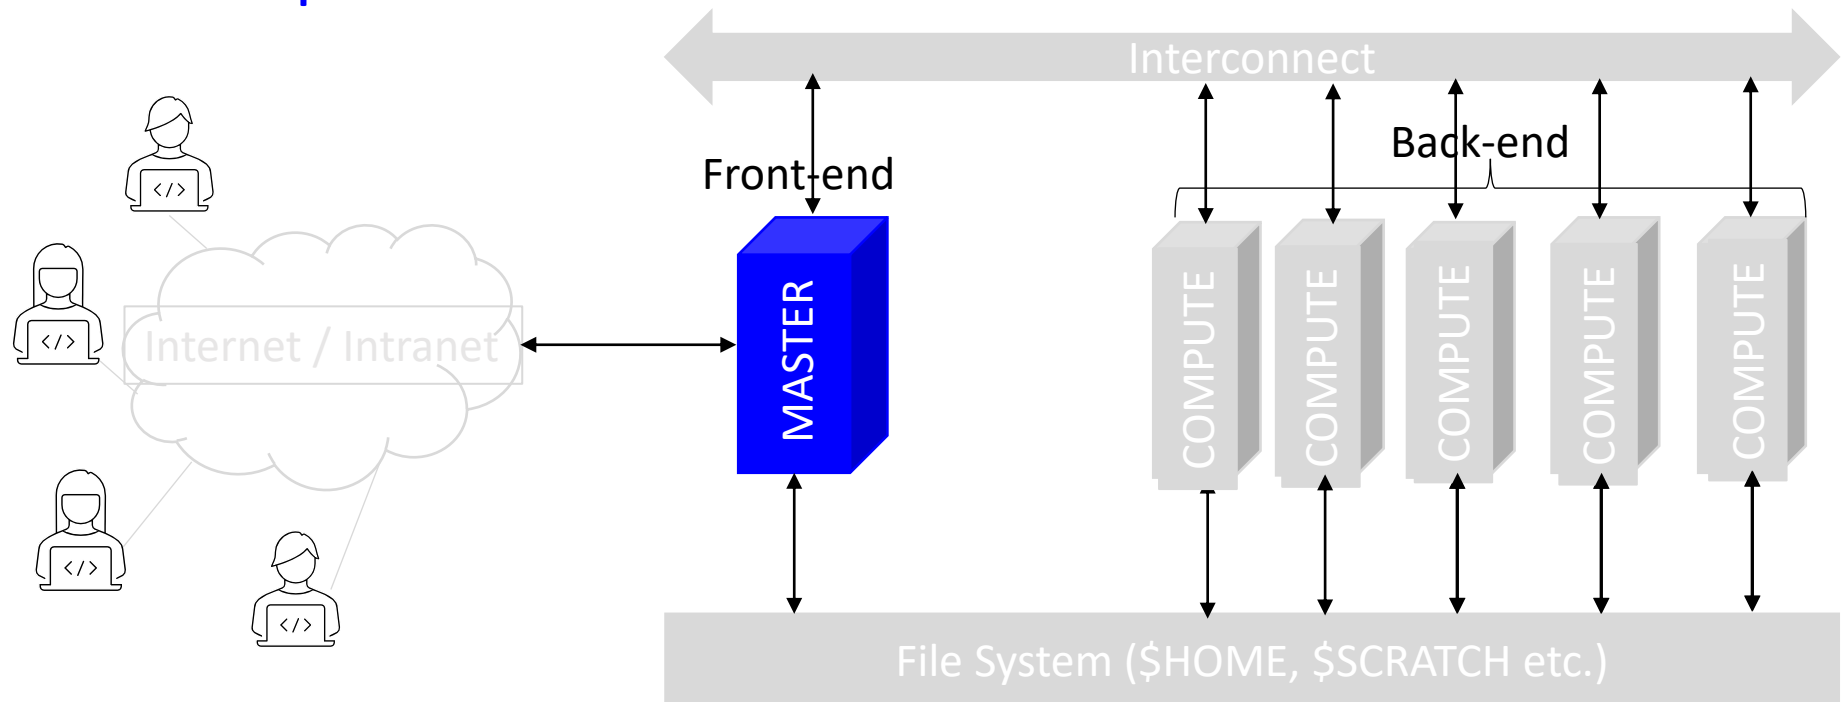 Interconnect
Back-end
Front-end
</>
</>
Internet / Intranet
MASTER
COMPUTE
COMPUTE
COMPUTE
COMPUTE
COMPUTE
</>
</>
File System ($HOME, $SCRATCH etc.)